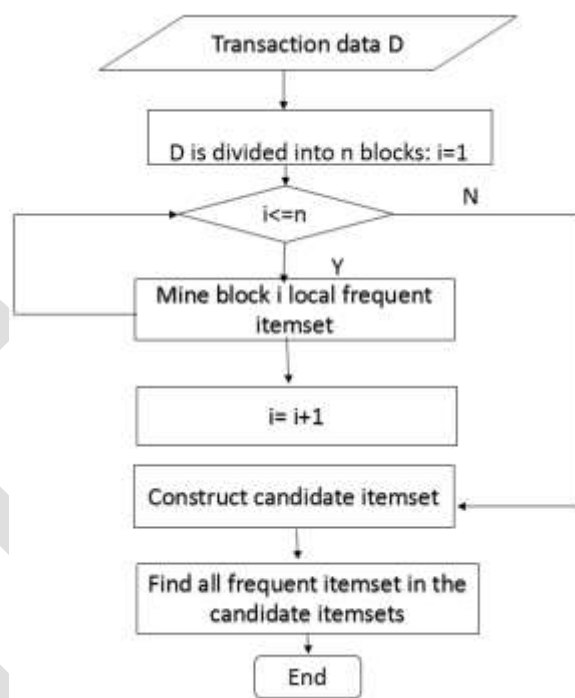 Transaction data D
D is divided into n blocks: i=1
i<=n
N
Y
Mine block i local frequent
itemset
i= i+1
Construct candidate itemset
Find all frequent itemset in the
candidate itemsets
End